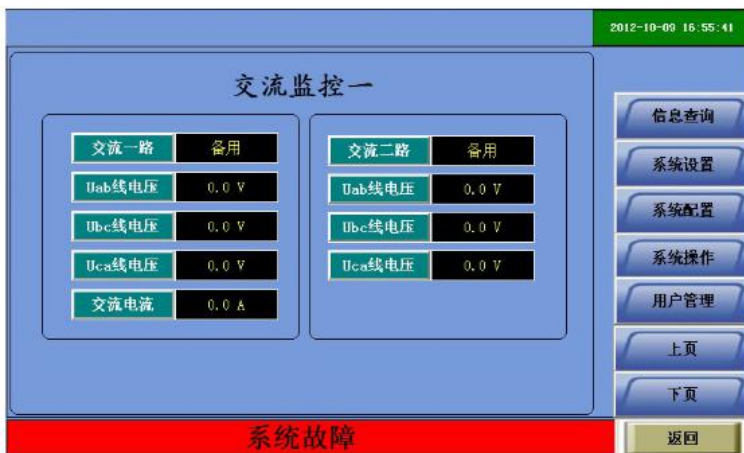 2012-10-09 16:55:41
交流监控一
交流一路 备用
Uab线电压 0.0 V
Ubc线电压 0.0 V
Uca线电压 0.0 V
交流电流 0.0 A
交流二路 备用
Uab线电压 0.0 V
Ubc线电压 0.0 V
Uca线电压 0.0 V
信息查询
系统设置
系统配置
系统操作
用户管理
上页
下页
返回
系统故障